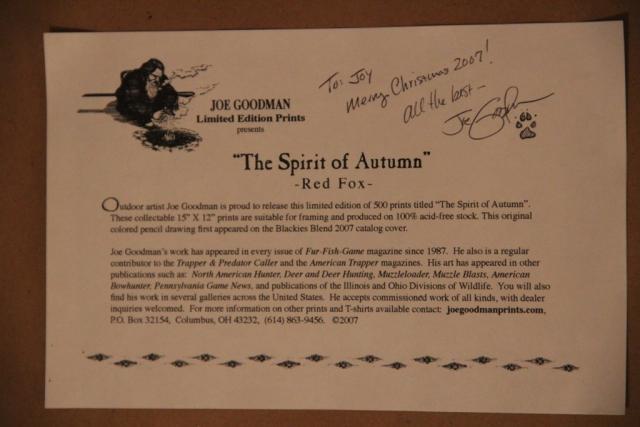 JOE GOODMAN
Limited Edition Prints
presents
To: Joy
Merry Christmas 2007!
All the best -
Joe Goodman
"The Spirit of Autumn"
-Red Fox-
Outdoor artist Joe Goodman is proud to release this limited edition of 500 prints titled "The Spirit of Autumn".
These collectable 15" X 12" prints are suitable for framing and produced on 100% acid-free stock. This original
colored pencil drawing first appeared on the Blackies Blend 2007 catalog cover.
Joe Goodman's work has appeared in every issue of Fur-Fish-Game magazine since 1987. He also is a regular
contributor to the Trapper & Predator Caller and the American Trapper magazines. His art has appeared in other
publications such as: North American Hunter, Deer and Deer Hunting, Muzzleloader, Muzzle Blasts, American
Bowhunter, Pennsylvania Game News, and publications of the Illinois and Ohio Divisions of Wildlife. You will also
find his work in several galleries across the United States. He accepts commissioned work of all kinds, with dealer
inquiries welcomed. For more information on other prints and T-shirts available contact: joegoodmanprints.com,
P.O. Box 32154, Columbus, OH 43232, (614) 863-9456. ©2007